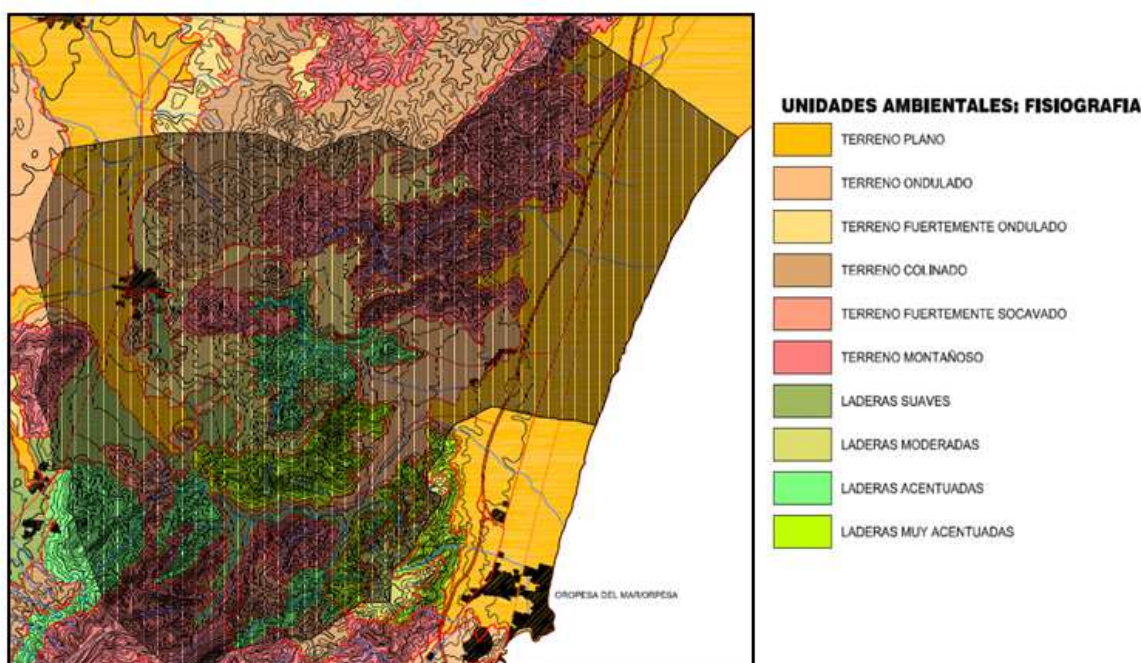 UNIDADES AMBIENTALES: FISIOGRAFIA
TERRENO PLANO
TERRENO ONDULADO
TERRENO FUERTEMENTE ONDULADO
TERRENO COLINADO
TERRENO FUERTEMENTE SOCAVADO
TERRENO MONTAÑOSO
LADERAS SUAVES
LADERAS MODERADAS
LADERAS ACENTUADAS
LADERAS MUY ACENTUADAS
OROPESA DEL MAR/ORPESA